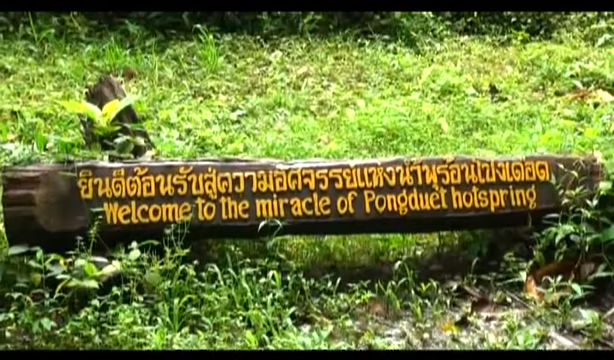 ยินดีต้อนรับสู่ความอัศจรรย์แห่งน้ำพุร้อนโป่งเดือด
Welcome to the miracle of Pongduet hotspring